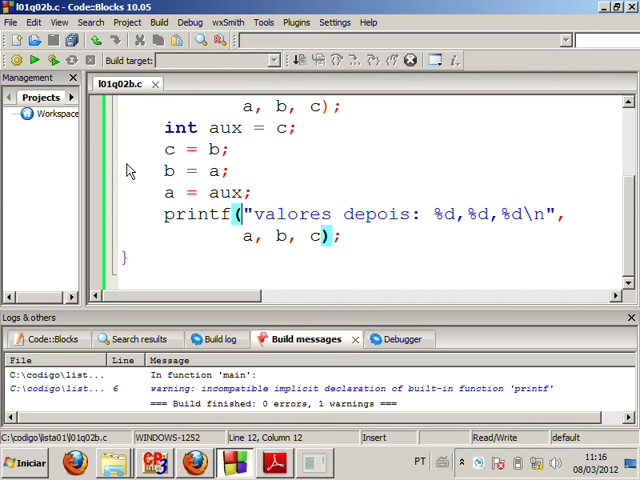 l01q02b.c - Code::Blocks 10.05
File Edit View Search Project Build Debug wxSmith Tools Plugins Settings Help
Build target:
Management
Projects
Workspace
l01q02b.c
a, b, c);
int aux = c;
c = b;
b = a;
a = aux;
printf("valores depois: %d,%d,%d\n",
a, b, c);
}
Logs & others
Code::Blocks Search results Build log Build messages Debugger
File Line Message
C:\codigo\list... In function 'main':
C:\codigo\list... 6 warning: incompatible implicit declaration of built-in function 'printf'
=== Build finished: 0 errors, 1 warnings ===
C:\codigo\lista01\l01q02b.c WINDOWS-1252 Line 12, Column 12 Insert Read/Write default
Iniciar PT 11:16
08/03/2012